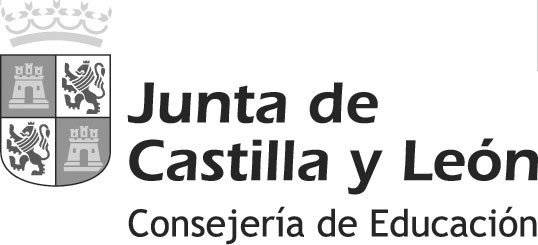 Junta de
Castilla y León
Consejería de Educación